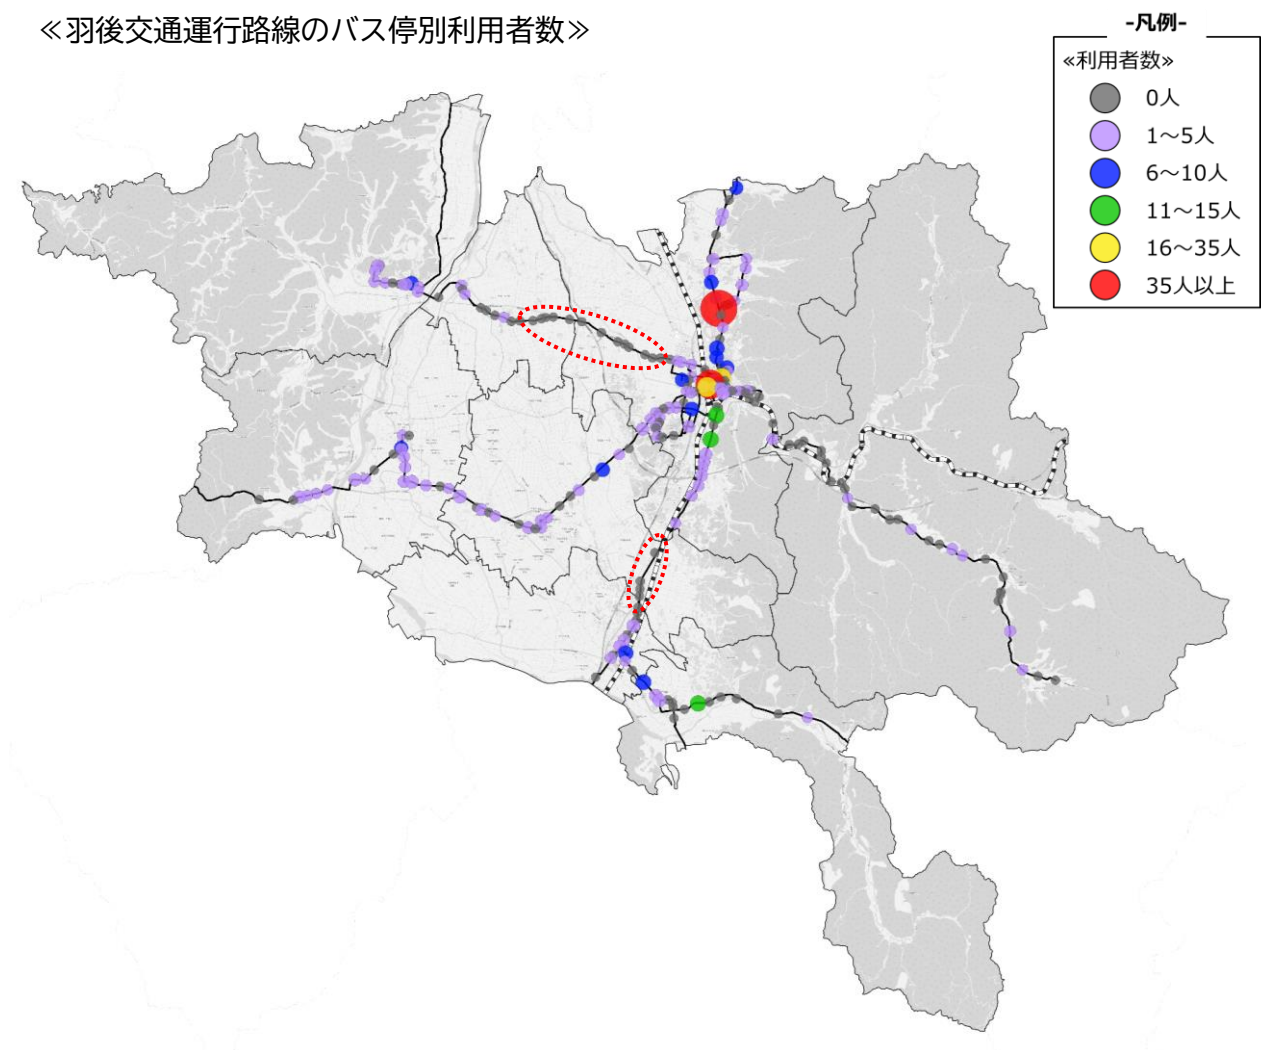 ≪羽後交通運行路線のバス停別利用者数≫
-凡例-
≪利用者数≫
0人
1～5人
6～10人
11～15人
16～35人
35人以上